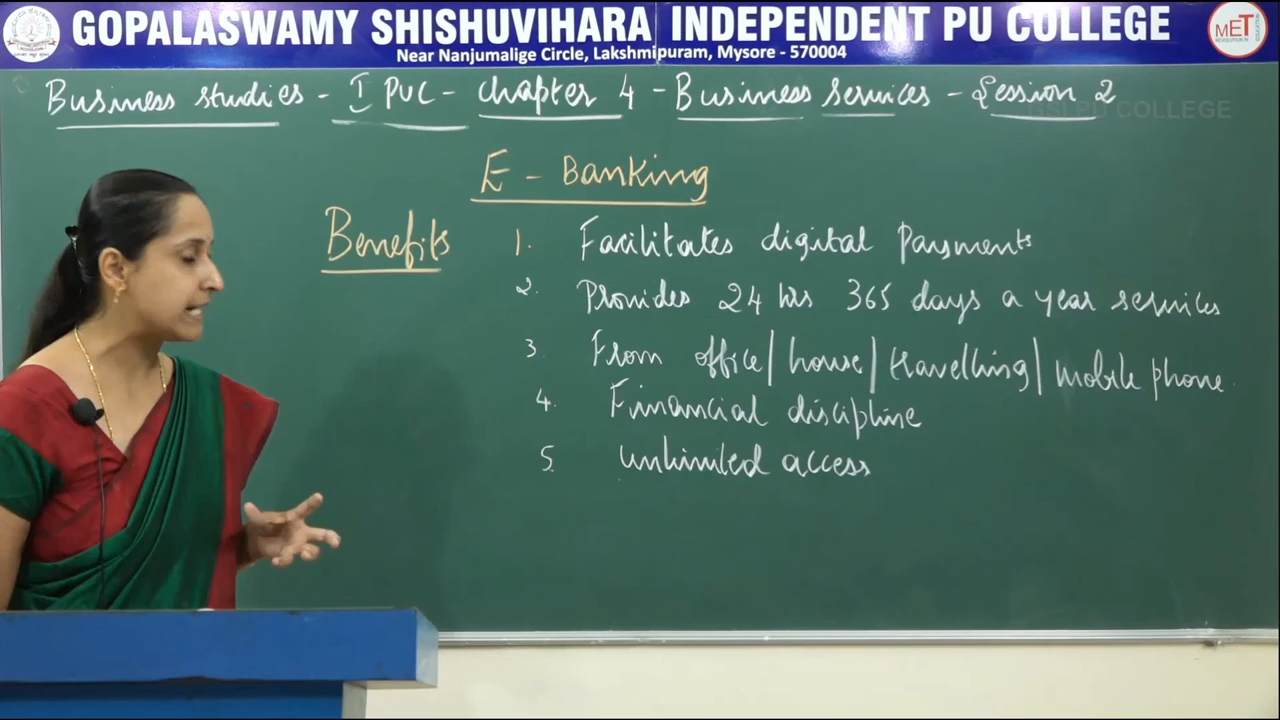 GOPALASWAMY SHISHUVIHARA INDEPENDENT PU COLLEGE
Near Nanjumalige Circle, Lakshmipuram, Mysore - 570004
MET
Business studies - I PUC - Chapter 4 - Business services - Session 2
PU COLLEGE
E - Banking
Benefits
1. Facilitates digital Payments
2. Provides 24 hrs 365 days a year services
3. From office/house/travelling/mobile phone.
4. Financial discipline
5. unlimited access